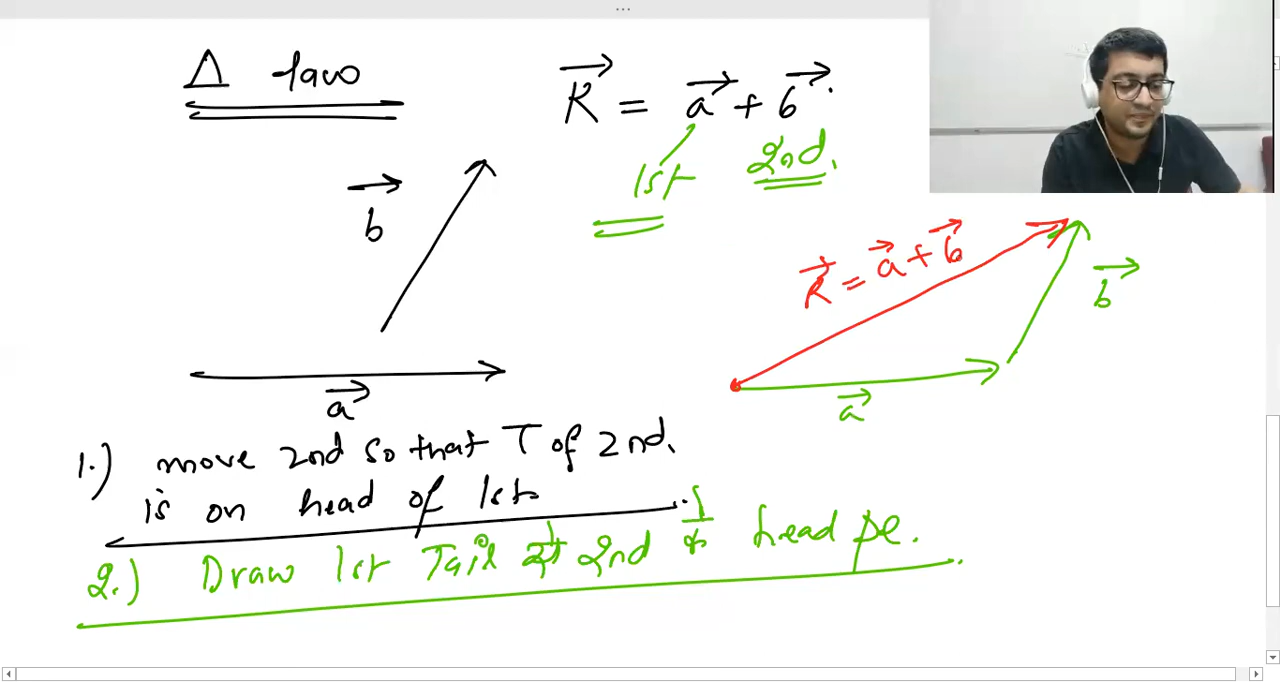 Δ law
R⃗ = a⃗ + b⃗.
1st 2nd.
b⃗
a⃗
R⃗ = a⃗ + b⃗
b⃗
a⃗
1.) move 2nd so that T of 2nd.
is on head of 1st
2.) Draw 1st Tail 2nd head pe.